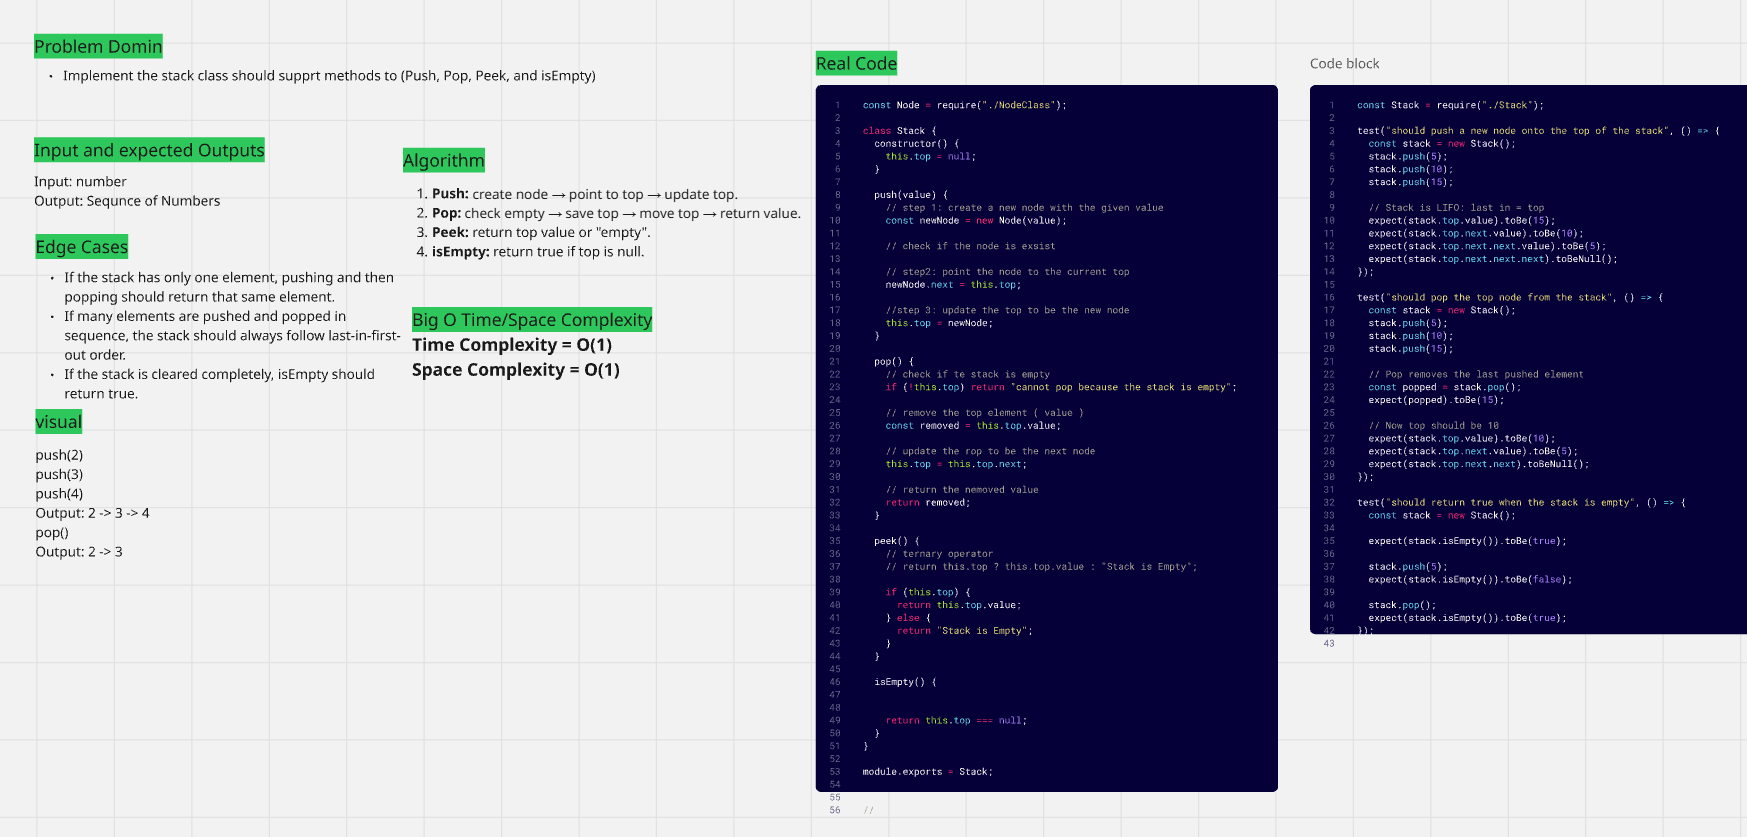 Problem Domin
• Implement the stack class should supprt methods to (Push, Pop, Peek, and isEmpty)
Input and expected Outputs
Input: number
Output: Sequnce of Numbers
Edge Cases
• If the stack has only one element, pushing and then
popping should return that same element.
• If many elements are pushed and popped in
sequence, the stack should always follow last-in-first-
out order.
• If the stack is cleared completely, isEmpty should
return true.
visual
push(2)
push(3)
push(4)
Output: 2 -> 3 -> 4
pop()
Output: 2 -> 3
Algorithm
1. Push: create node → point to top → update top.
2. Pop: check empty → save top → move top → return value.
3. Peek: return top value or "empty".
4. isEmpty: return true if top is null.
Big O Time/Space Complexity
Time Complexity = O(1)
Space Complexity = O(1)
Real Code
1 const Node = require("./NodeClass");
2
3 class Stack {
4 constructor() {
5 this.top = null;
6 }
7
8 push(value) {
9 // step 1: create a new node with the given value
10 const newNode = new Node(value);
11
12 // check if the node is exsist
13
14 // step2: point the node to the current top
15 newNode.next = this.top;
16
17 //step 3: update the top to be the new node
18 this.top = newNode;
19 }
20
21 pop() {
22 // check if te stack is empty
23 if (!this.top) return "cannot pop because the stack is empty";
24
25 // remove the top element ( value )
26 const removed = this.top.value;
27
28 // update the rop to be the next node
29 this.top = this.top.next;
30
31 // return the nemoved value
32 return removed;
33 }
34
35 peek() {
36 // ternary operator
37 // return this.top ? this.top.value : "Stack is Empty";
38
39 if (this.top) {
40 return this.top.value;
41 } else {
42 return "Stack is Empty";
43 }
44 }
45
46 isEmpty() {
47
48
49 return this.top === null;
50 }
51 }
52
53 module.exports = Stack;
54
55
56 //
Code block
1 const Stack = require("./Stack");
2
3 test("should push a new node onto the top of the stack", () => {
4 const stack = new Stack();
5 stack.push(5);
6 stack.push(10);
7 stack.push(15);
8
9 // Stack is LIFO: last in = top
10 expect(stack.top.value).toBe(15);
11 expect(stack.top.next.value).toBe(10);
12 expect(stack.top.next.next.value).toBe(5);
13 expect(stack.top.next.next.next).toBeNull();
14 });
15
16 test("should pop the top node from the stack", () => {
17 const stack = new Stack();
18 stack.push(5);
19 stack.push(10);
20 stack.push(15);
21
22 // Pop removes the last pushed element
23 const popped = stack.pop();
24 expect(popped).toBe(15);
25
26 // Now top should be 10
27 expect(stack.top.value).toBe(10);
28 expect(stack.top.next.value).toBe(5);
29 expect(stack.top.next.next).toBeNull();
30 });
31
32 test("should return true when the stack is empty", () => {
33 const stack = new Stack();
34
35 expect(stack.isEmpty()).toBe(true);
36
37 stack.push(5);
38 expect(stack.isEmpty()).toBe(false);
39
40 stack.pop();
41 expect(stack.isEmpty()).toBe(true);
42 });
43